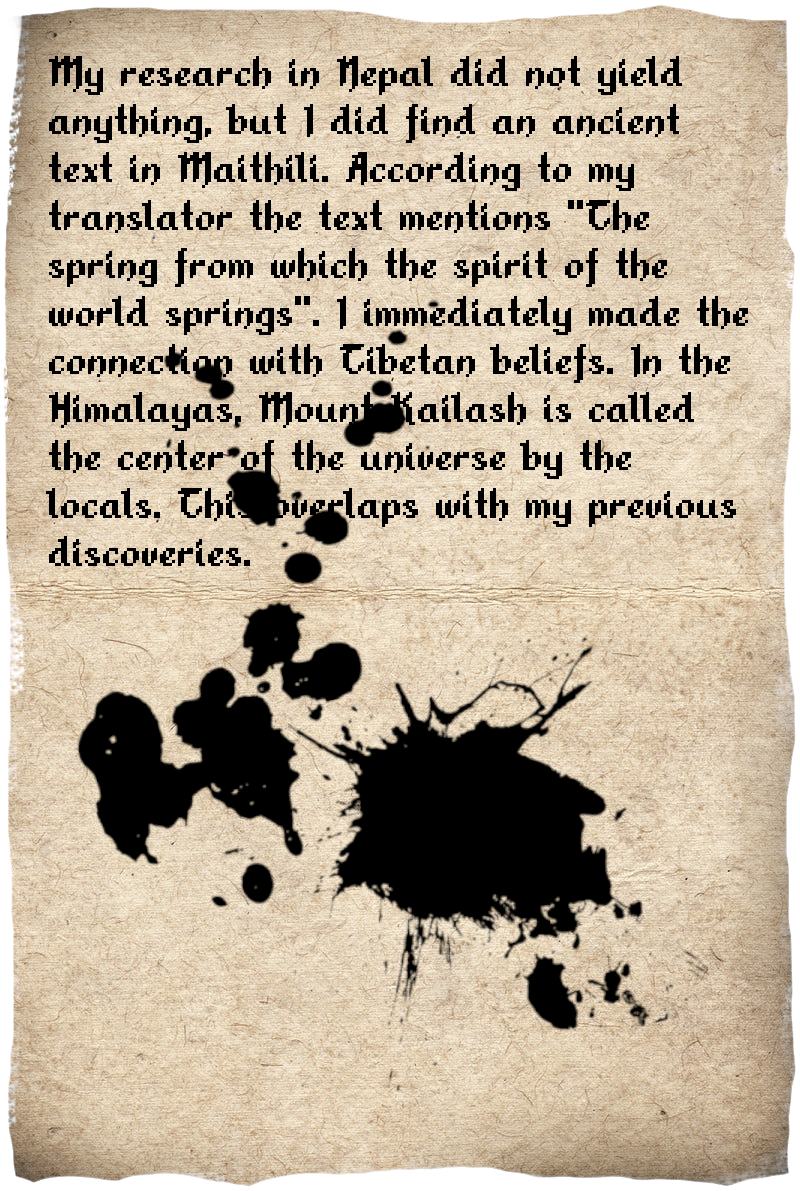 My research in Nepal did not yield
anything, but I did find an ancient
text in Maithili. According to my
translator the text mentions "The
spring from which the spirit of the
world springs". I immediately made the
connection with Tibetan beliefs. In the
Himalayas, Mount Kailash is called
the center of the universe by the
locals. This overlaps with my previous
discoveries.